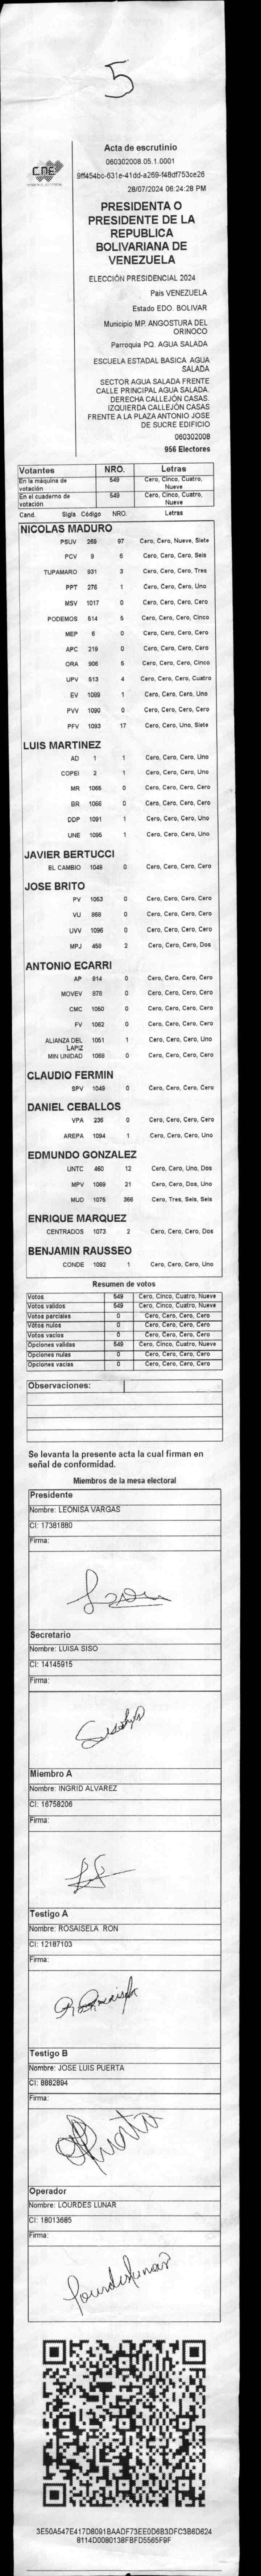 5
CNE
Acta de escrutinio
060302008.05.1.0001
9ff454bc-631e-41dd-a269-f48df753ce26
28/07/2024 06:24:28 PM
PRESIDENTA O
PRESIDENTE DE LA
REPUBLICA
BOLIVARIANA DE
VENEZUELA
ELECCIÓN PRESIDENCIAL 2024
Pais VENEZUELA
Estado EDO. BOLIVAR
Municipio MP. ANGOSTURA DEL
ORINOCO
Parroquia PQ. AGUA SALADA
ESCUELA ESTADAL BASICA AGUA
SALADA
SECTOR AGUA SALADA FRENTE
CALLE PRINCIPAL AGUA SALADA.
DERECHA CALLEJÓN CASAS.
IZQUIERDA CALLEJÓN CASAS
FRENTE A LA PLAZA ANTONIO JOSE
DE SUCRE EDIFICIO
060302008
956 Electores
Votantes NRO. Letras
En la máquina de votación 549 Cero, Cinco, Cuatro, Nueve
En el cuaderno de votación 549 Cero, Cinco, Cuatro, Nueve
Cand. Sigla Código NRO. Letras
NICOLAS MADURO
PSUV 269 97 Cero, Cero, Nueve, Siete
PCV 9 6 Cero, Cero, Cero, Seis
TUPAMARO 931 3 Cero, Cero, Cero, Tres
PPT 276 1 Cero, Cero, Cero, Uno
MSV 1017 0 Cero, Cero, Cero, Cero
PODEMOS 514 5 Cero, Cero, Cero, Cinco
MEP 6 0 Cero, Cero, Cero, Cero
APC 219 0 Cero, Cero, Cero, Cero
ORA 906 5 Cero, Cero, Cero, Cinco
UPV 513 4 Cero, Cero, Cero, Cuatro
EV 1089 1 Cero, Cero, Cero, Uno
PVV 1090 0 Cero, Cero, Cero, Cero
PFV 1093 17 Cero, Cero, Uno, Siete
LUIS MARTINEZ
AD 1 1 Cero, Cero, Cero, Uno
COPEI 2 1 Cero, Cero, Cero, Uno
MR 1065 0 Cero, Cero, Cero, Cero
BR 1066 0 Cero, Cero, Cero, Cero
DDP 1091 1 Cero, Cero, Cero, Uno
UNE 1095 1 Cero, Cero, Cero, Uno
JAVIER BERTUCCI
EL CAMBIO 1048 0 Cero, Cero, Cero, Cero
JOSE BRITO
PV 1053 0 Cero, Cero, Cero, Cero
VU 868 0 Cero, Cero, Cero, Cero
UVV 1096 0 Cero, Cero, Cero, Cero
MPJ 458 2 Cero, Cero, Cero, Dos
ANTONIO ECARRI
AP 814 0 Cero, Cero, Cero, Cero
MOVEV 878 0 Cero, Cero, Cero, Cero
CMC 1050 0 Cero, Cero, Cero, Cero
FV 1062 0 Cero, Cero, Cero, Cero
ALIANZA DEL LAPIZ 1051 1 Cero, Cero, Cero, Uno
MIN UNIDAD 1068 0 Cero, Cero, Cero, Cero
CLAUDIO FERMIN
SPV 1049 0 Cero, Cero, Cero, Cero
DANIEL CEBALLOS
VPA 235 0 Cero, Cero, Cero, Cero
AREPA 1094 1 Cero, Cero, Cero, Uno
EDMUNDO GONZALEZ
UNTC 460 12 Cero, Cero, Uno, Dos
MPV 1069 21 Cero, Cero, Dos, Uno
MUD 1075 366 Cero, Tres, Seis, Seis
ENRIQUE MARQUEZ
CENTRADOS 1073 2 Cero, Cero, Cero, Dos
BENJAMIN RAUSSEO
CONDE 1092 1 Cero, Cero, Cero, Uno
Resumen de votos
Votos 549 Cero, Cinco, Cuatro, Nueve
Votos validos 549 Cero, Cinco, Cuatro, Nueve
Votos parciales 0 Cero, Cero, Cero, Cero
Votos nulos 0 Cero, Cero, Cero, Cero
Votos vacios 0 Cero, Cero, Cero, Cero
Opciones validas 549 Cero, Cinco, Cuatro, Nueve
Opciones nulas 0 Cero, Cero, Cero, Cero
Opciones vacias 0 Cero, Cero, Cero, Cero
Observaciones:
Se levanta la presente acta la cual firman en
señal de conformidad.
Miembros de la mesa electoral
Presidente
Nombre: LEONISA VARGAS
CI: 17381880
Firma:
Secretario
Nombre: LUISA SISO
CI: 14145915
Firma:
Miembro A
Nombre: INGRID ALVAREZ
CI: 16758206
Firma:
Testigo A
Nombre: ROSAISELA RON
CI: 12187103
Firma:
Testigo B
Nombre: JOSE LUIS PUERTA
CI: 8882894
Firma:
Operador
Nombre: LOURDES LUNAR
CI: 18013685
Firma:
3E50A547E417D8091BAADF73EE0D6B3DFC3B6D624
8114D0080138FBFD5565F9F